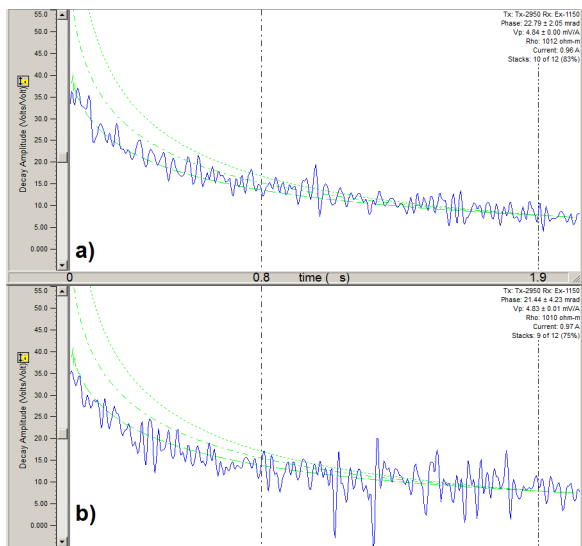 55.0
50.0
45.0
40.0
35.0
30.0
25.0
20.0
15.0
10.0
5.0
0.000
Decay Amplitude (Volts/Volt)
Tx: Tx-2950 Rx: Ex-1150
Phase: 22.79 ± 2.05 mrad
Vp: 4.84 ± 0.00 mV/A
Rho: 1012 ohm-m
Current: 0.96 A
Stacks: 10 of 12 (83%)
a)
0 0.8 time ( s) 1.9
55.0
50.0
45.0
40.0
35.0
30.0
25.0
20.0
15.0
10.0
5.0
0.000
Decay Amplitude (Volts/Volt)
Tx: Tx-2950 Rx: Ex-1150
Phase: 21.44 ± 4.23 mrad
Vp: 4.83 ± 0.01 mV/A
Rho: 1010 ohm-m
Current: 0.97 A
Stacks: 9 of 12 (75%)
b)